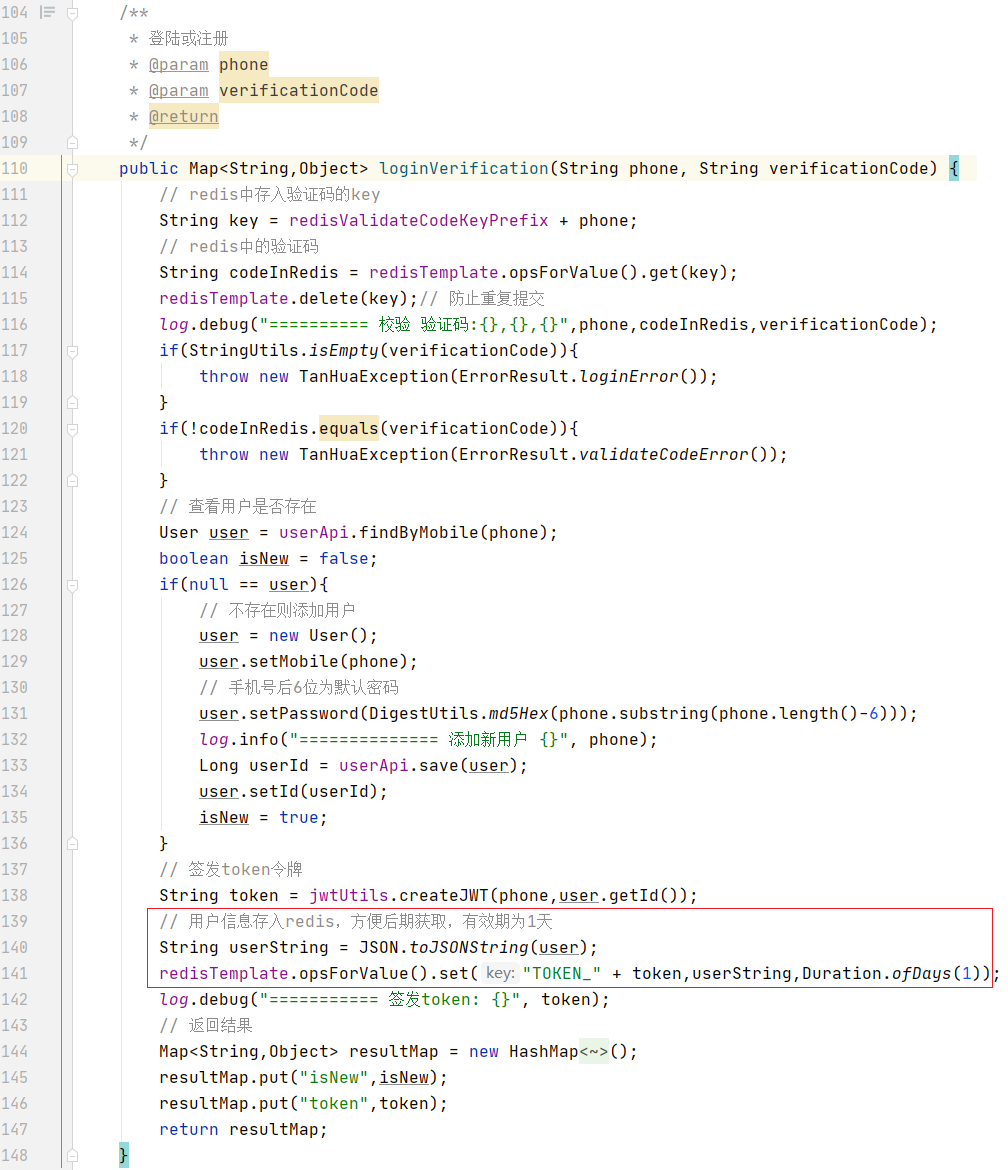 104 /**
105 * 登陆或注册
106 * @param phone
107 * @param verificationCode
108 * @return
109 */
110 public Map<String,Object> loginVerification(String phone, String verificationCode) {
111 // redis中存入验证码的key
112 String key = redisValidateCodeKeyPrefix + phone;
113 // redis中的验证码
114 String codeInRedis = redisTemplate.opsForValue().get(key);
115 redisTemplate.delete(key);// 防止重复提交
116 log.debug("========== 校验 验证码:{},{},{}",phone,codeInRedis,verificationCode);
117 if(StringUtils.isEmpty(verificationCode)){
118 throw new TanHuaException(ErrorResult.loginError());
119 }
120 if(!codeInRedis.equals(verificationCode)){
121 throw new TanHuaException(ErrorResult.validateCodeError());
122 }
123 // 查看用户是否存在
124 User user = userApi.findByMobile(phone);
125 boolean isNew = false;
126 if(null == user){
127 // 不存在则添加用户
128 user = new User();
129 user.setMobile(phone);
130 // 手机号后6位为默认密码
131 user.setPassword(DigestUtils.md5Hex(phone.substring(phone.length()-6)));
132 log.info("============== 添加新用户 {}", phone);
133 Long userId = userApi.save(user);
134 user.setId(userId);
135 isNew = true;
136 }
137 // 签发token令牌
138 String token = jwtUtils.createJWT(phone,user.getId());
139 // 用户信息存入redis，方便后期获取，有效期为1天
140 String userString = JSON.toJSONString(user);
141 redisTemplate.opsForValue().set( key: "TOKEN_" + token,userString,Duration.ofDays(1));
142 log.debug("=========== 签发token: {}", token);
143 // 返回结果
144 Map<String,Object> resultMap = new HashMap<~>();
145 resultMap.put("isNew",isNew);
146 resultMap.put("token",token);
147 return resultMap;
148 }